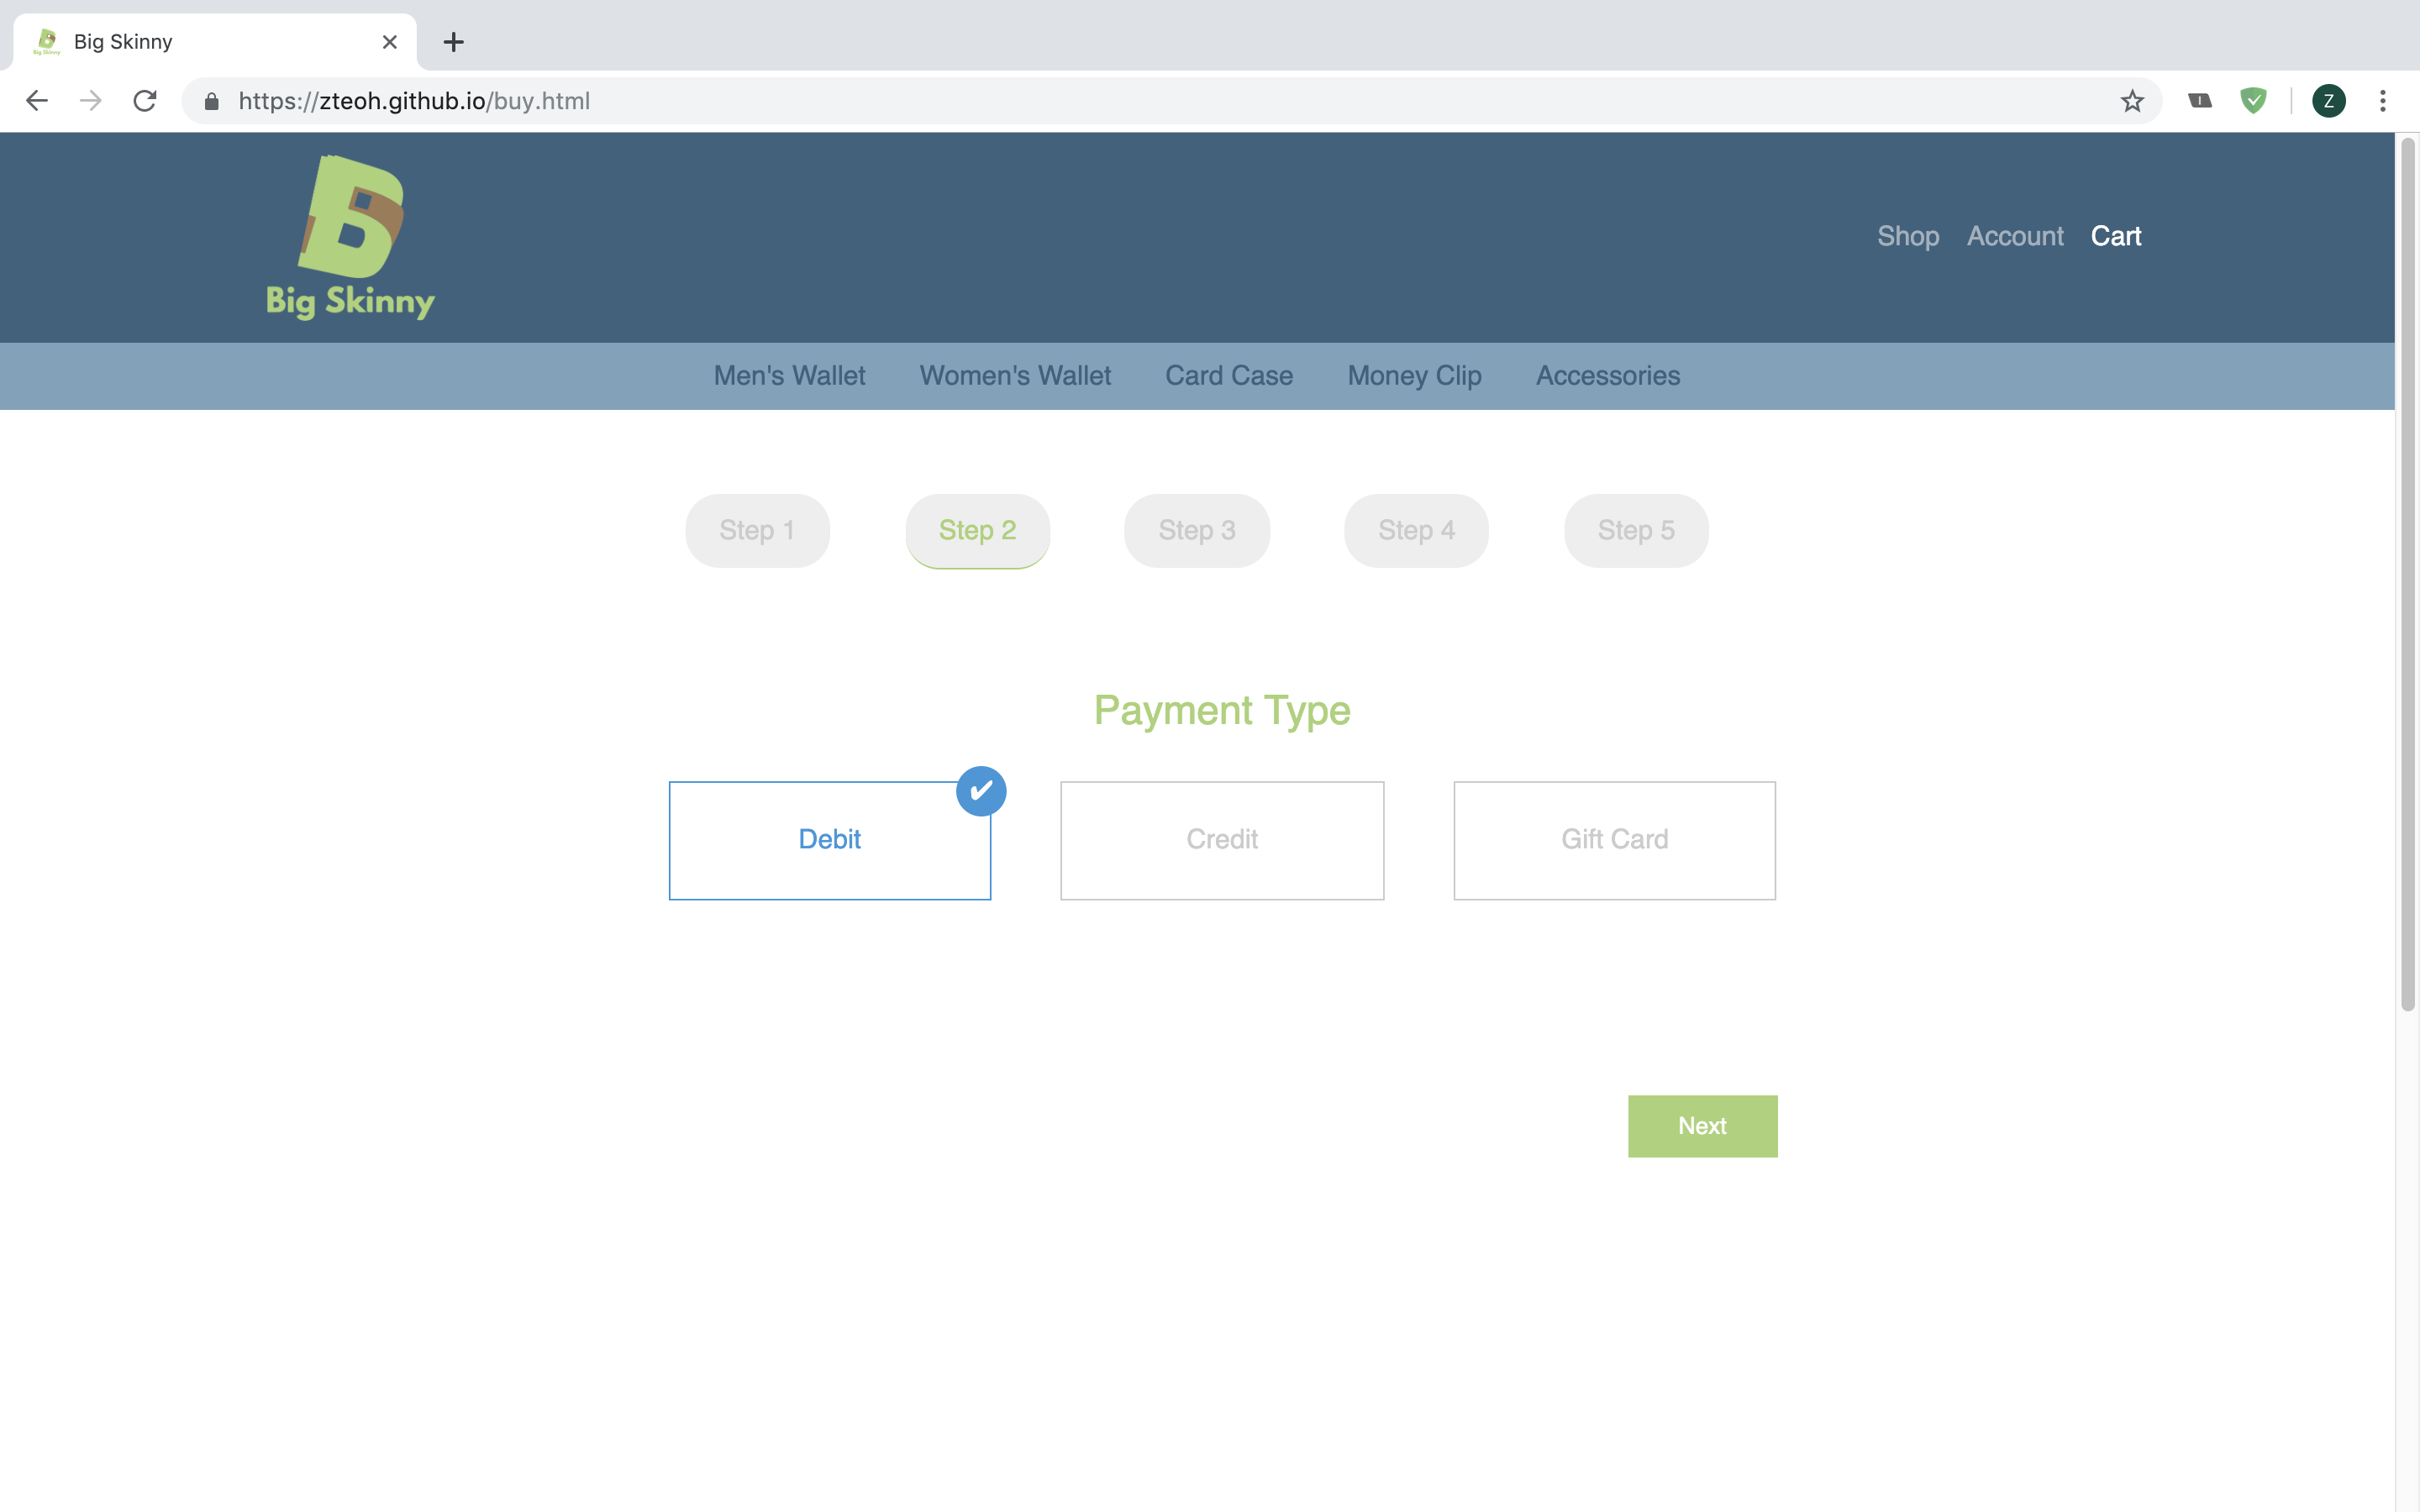 Big Skinny
https://zteoh.github.io/buy.html
Z
Big Skinny
Shop Account Cart
Men's Wallet Women's Wallet Card Case Money Clip Accessories
Step 1 Step 2 Step 3 Step 4 Step 5
Payment Type
Debit Credit Gift Card
Next